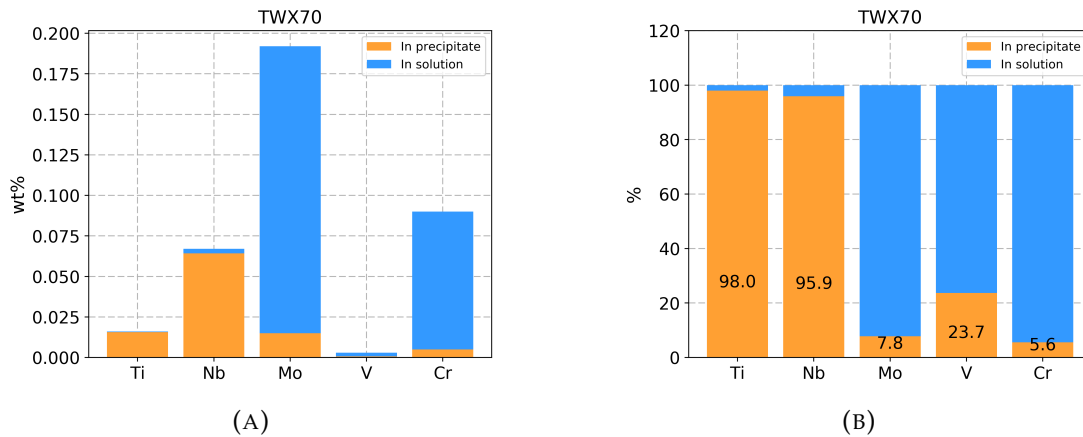 TWX70
In precipitate
In solution
wt%
0.200
0.175
0.150
0.125
0.100
0.075
0.050
0.025
0.000
Ti Nb Mo V Cr
(A)
TWX70
In precipitate
In solution
%
120
100
80
60
40
20
0
98.0 95.9 7.8 23.7 5.6
Ti Nb Mo V Cr
(B)